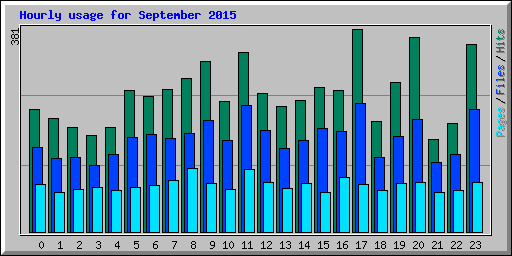 Hourly usage for September 2015
381
Pages / Files / Hits
0 1 2 3 4 5 6 7 8 9 10 11 12 13 14 15 16 17 18 19 20 21 22 23